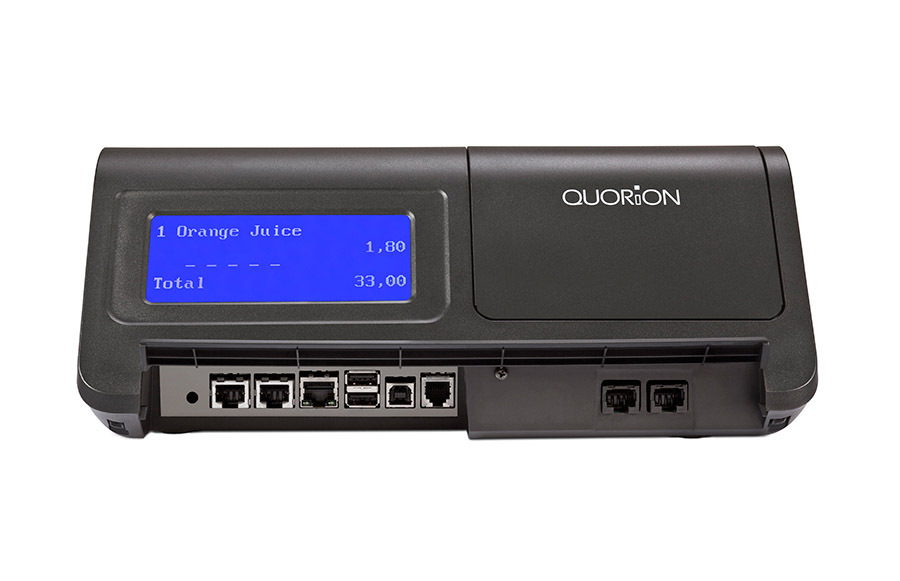 1 Orange Juice
1,80
_ _ _ _ _
Total 33,00
QUORiON